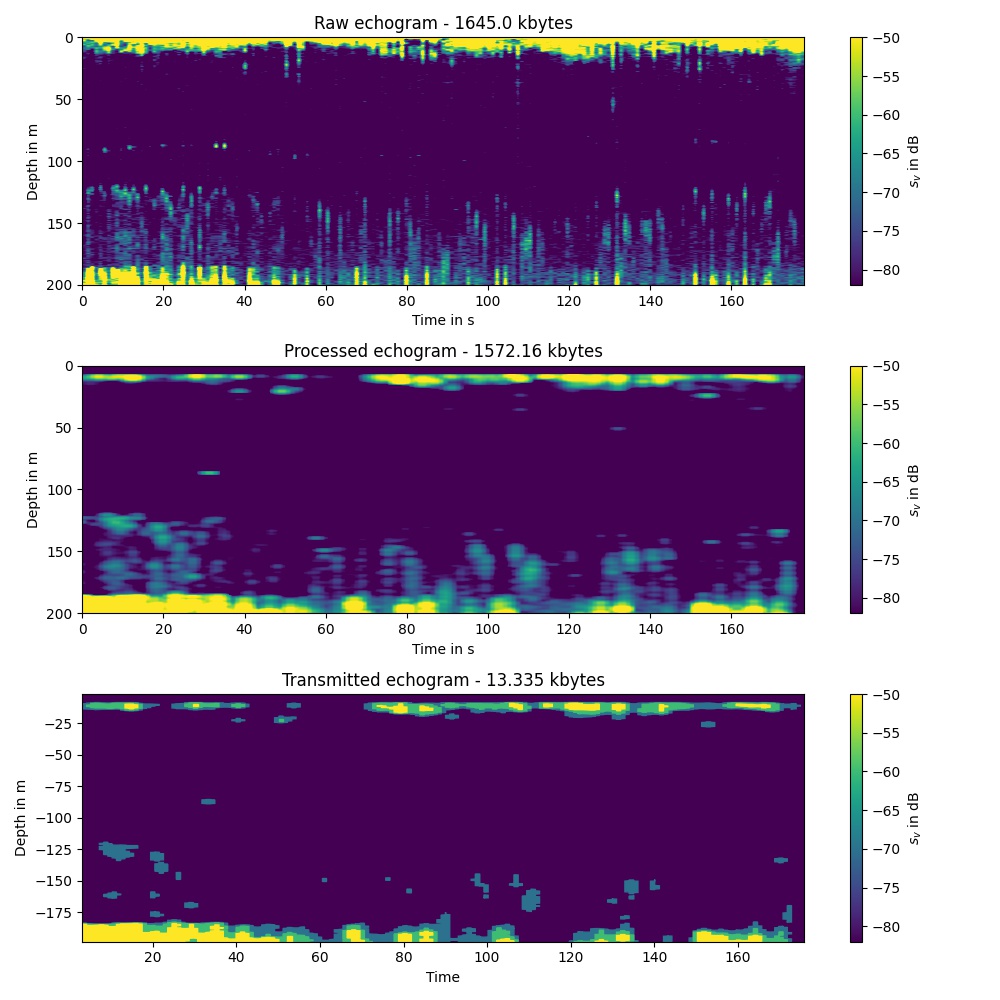 Raw echogram - 1645.0 kbytes
0
50
100
150
200
Depth in m
0 20 40 60 80 100 120 140 160
Time in s
−50
−55
−60
−65
−70
−75
−80
s_v in dB
Processed echogram - 1572.16 kbytes
0
50
100
150
200
Depth in m
0 20 40 60 80 100 120 140 160
Time in s
−50
−55
−60
−65
−70
−75
−80
s_v in dB
Transmitted echogram - 13.335 kbytes
−25
−50
−75
−100
−125
−150
−175
Depth in m
20 40 60 80 100 120 140 160
Time
−50
−55
−60
−65
−70
−75
−80
s_v in dB